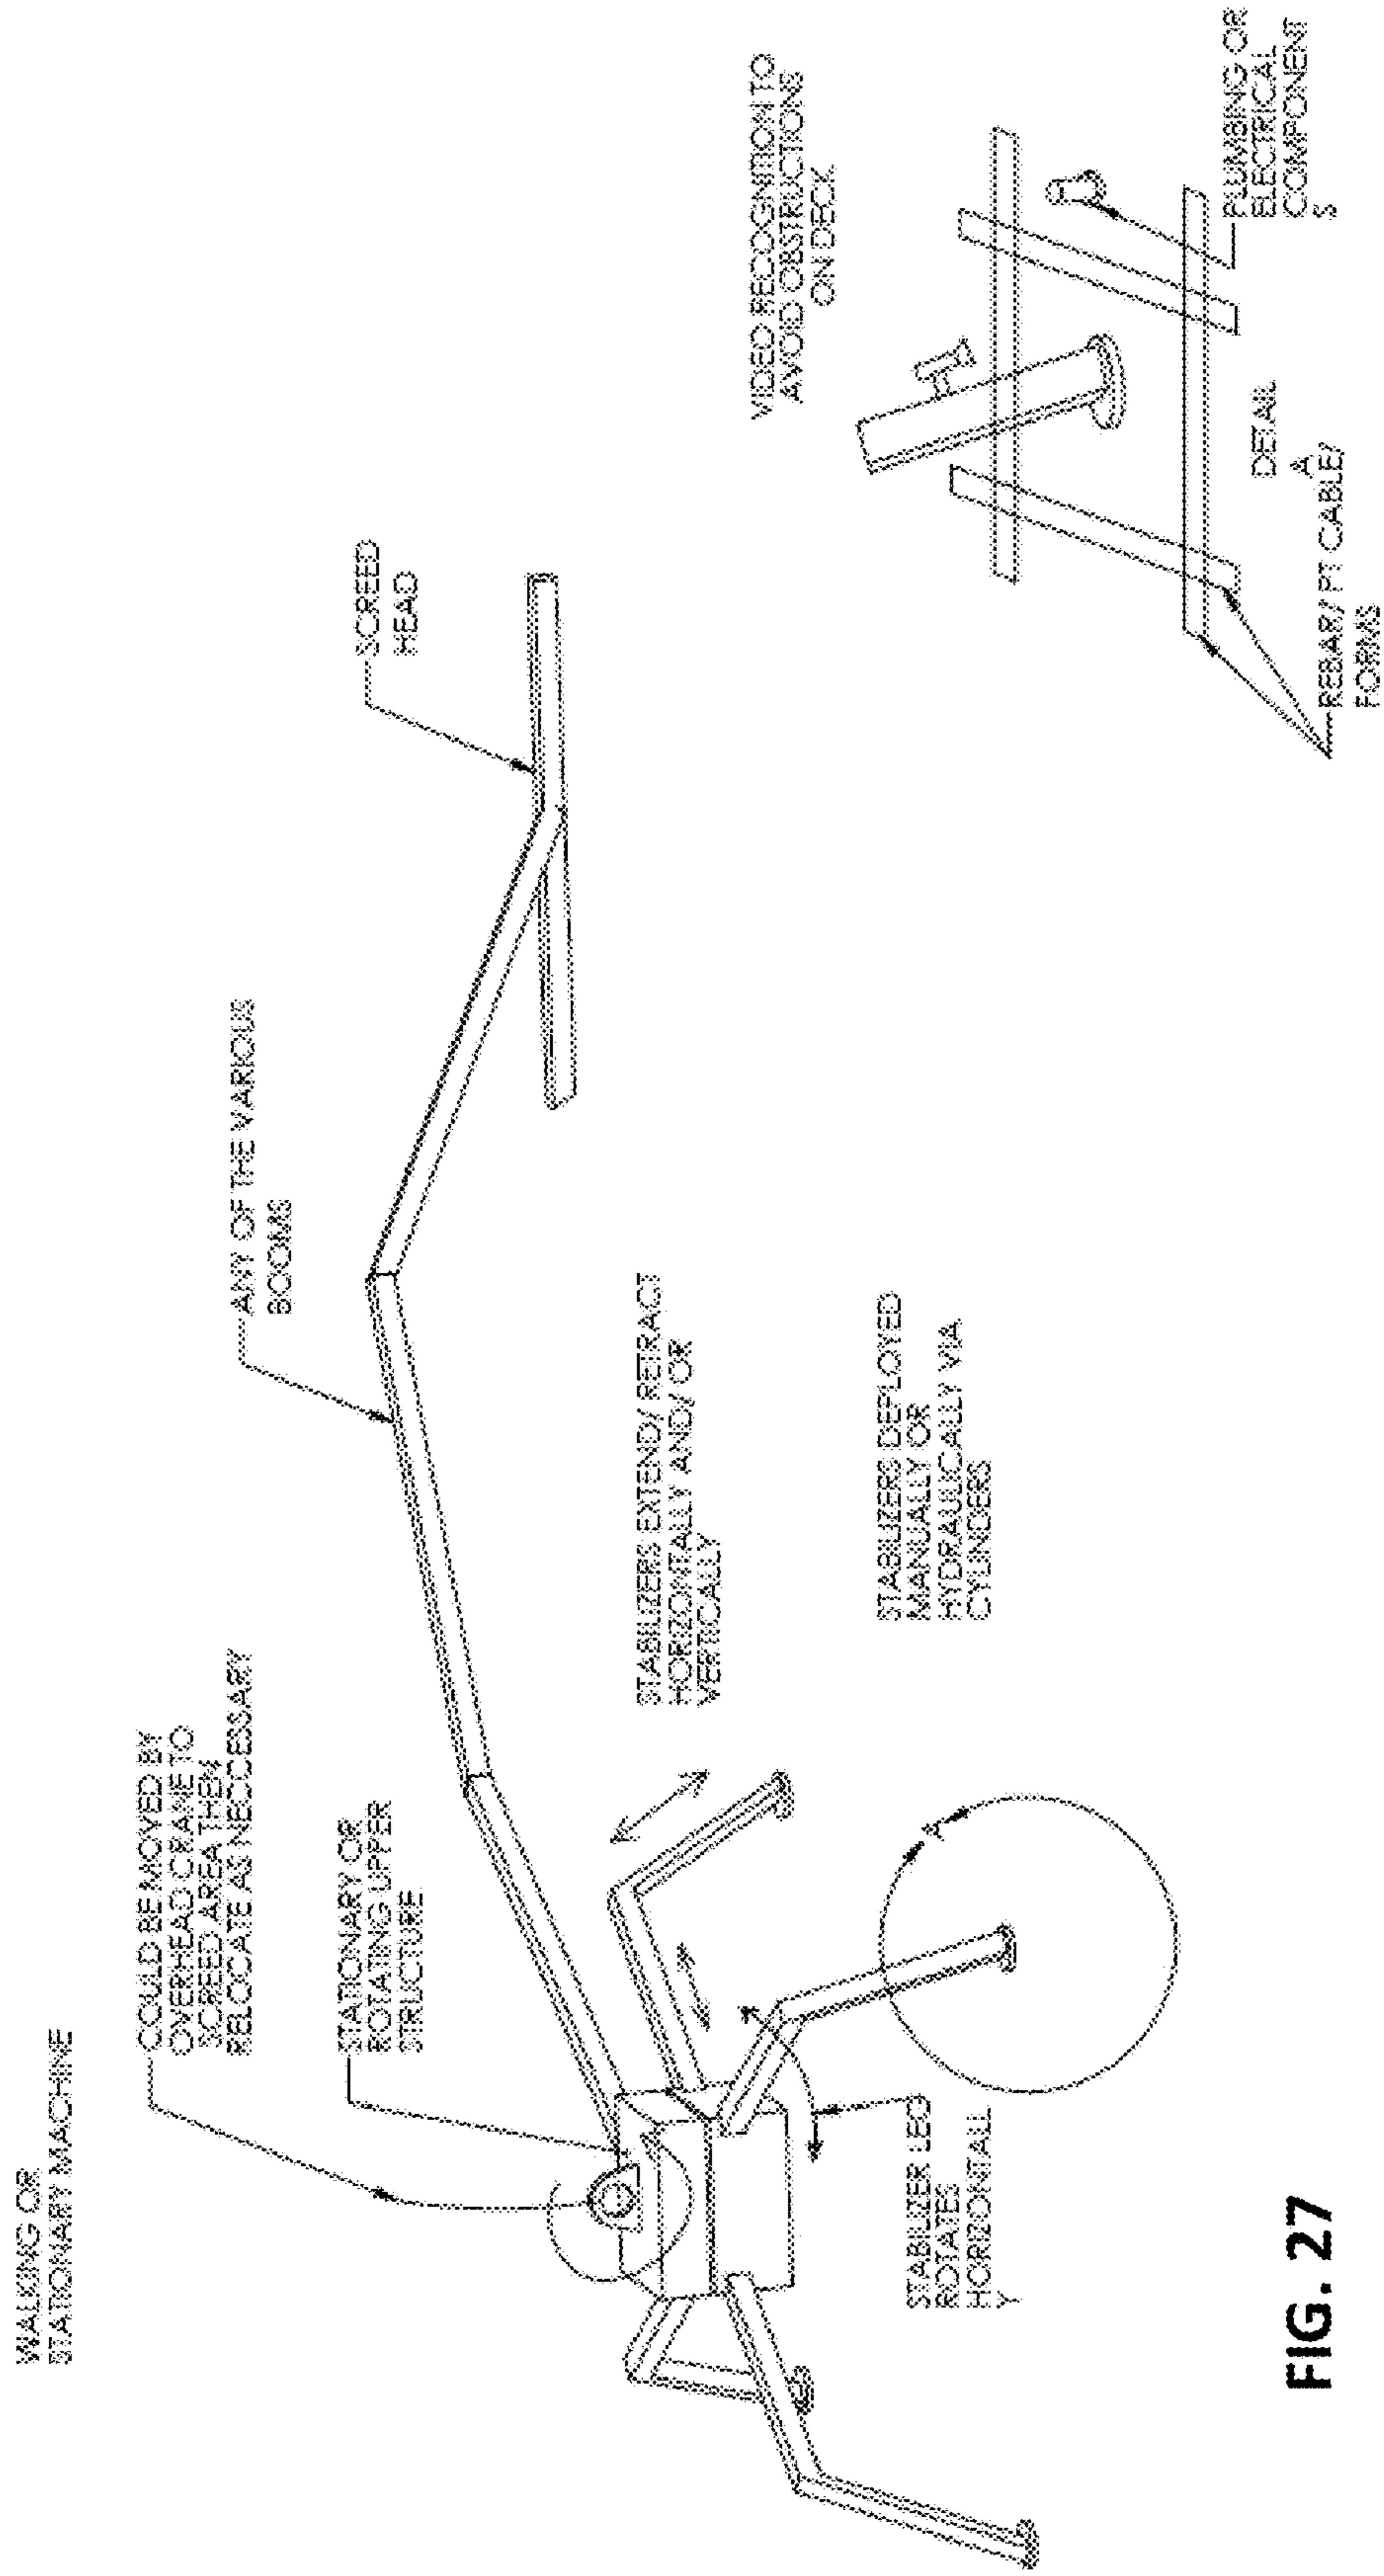 WALKING OR
STATIONARY MACHINE
COULD BE MOVED BY
OVERHEAD CRANE TO
SCREED AREA THEN
RELOCATE AS NECCESSARY
STATIONARY OR
ROTATING UPPER
STRUCTURE
ANY OF THE VARIOUS
BOOMS
SCREED
HEAD
STABILIZERS EXTEND/ RETRACT
HORIZONTALLY AND/ OR
VERTICALLY
STABILIZERS DEPLOYED
MANUALLY OR
HYDRAULICALLY VIA
CYLINDERS
STABILIZER LEG
ROTATES
HORIZONTALL
Y
A
VIDEO RECOGNITION TO
AVOID OBSTRUCTIONS
ON DECK
PLUMBING OR
ELECTRICAL
COMPONENT
S
DETAIL
A
REBAR/ PT CABLE/
FORMS
FIG. 27